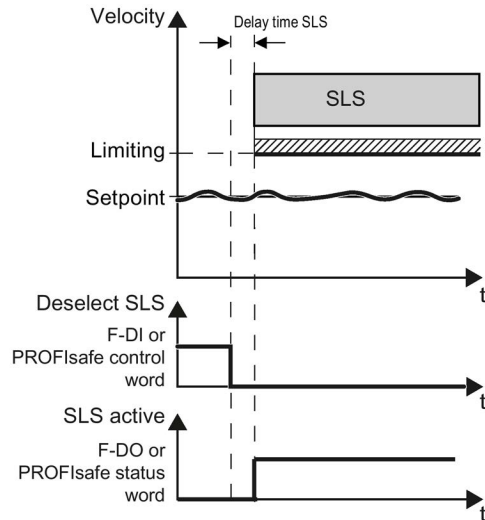 Velocity
Delay time SLS
SLS
Limiting
Setpoint
t
Deselect SLS
F-DI or
PROFIsafe control
word
t
SLS active
F-DO or
PROFIsafe status
word
t